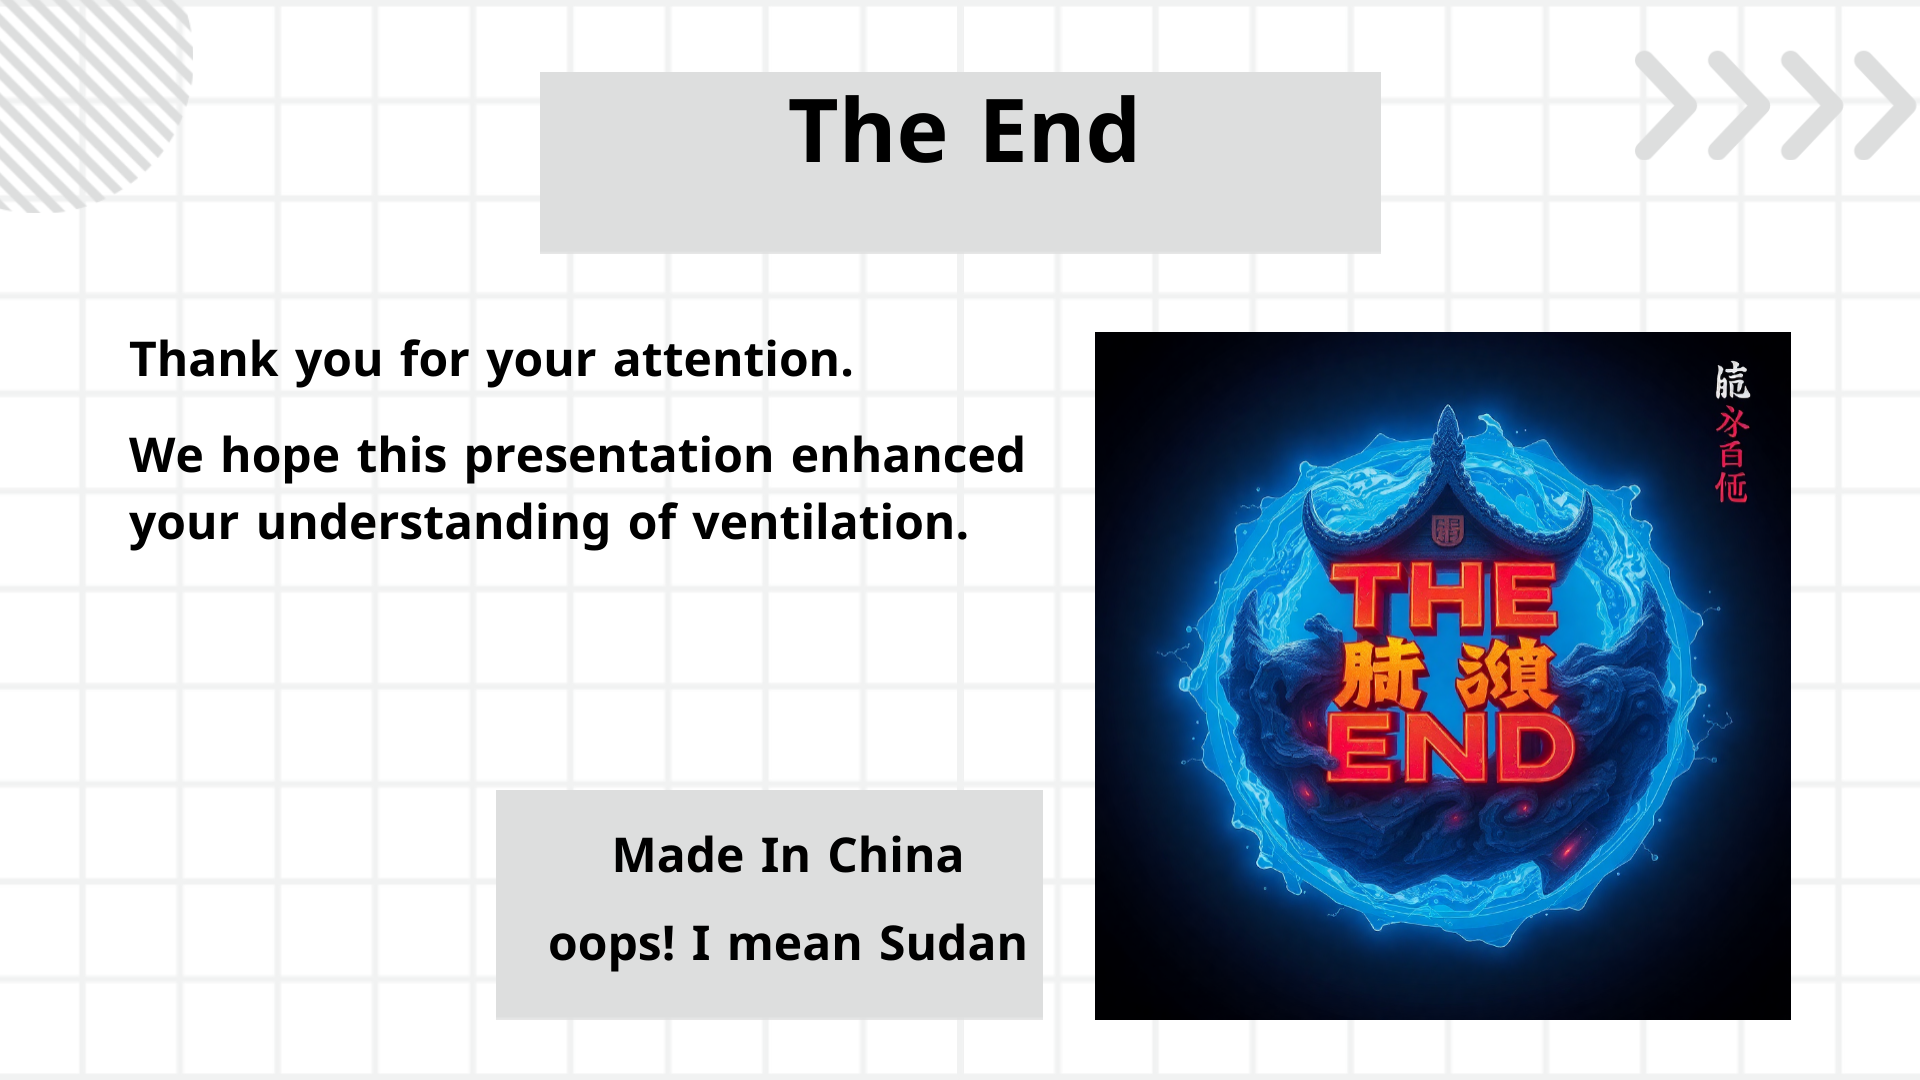 The End
Thank you for your attention.
We hope this presentation enhanced
your understanding of ventilation.
THE
END
Made In China
oops! I mean Sudan